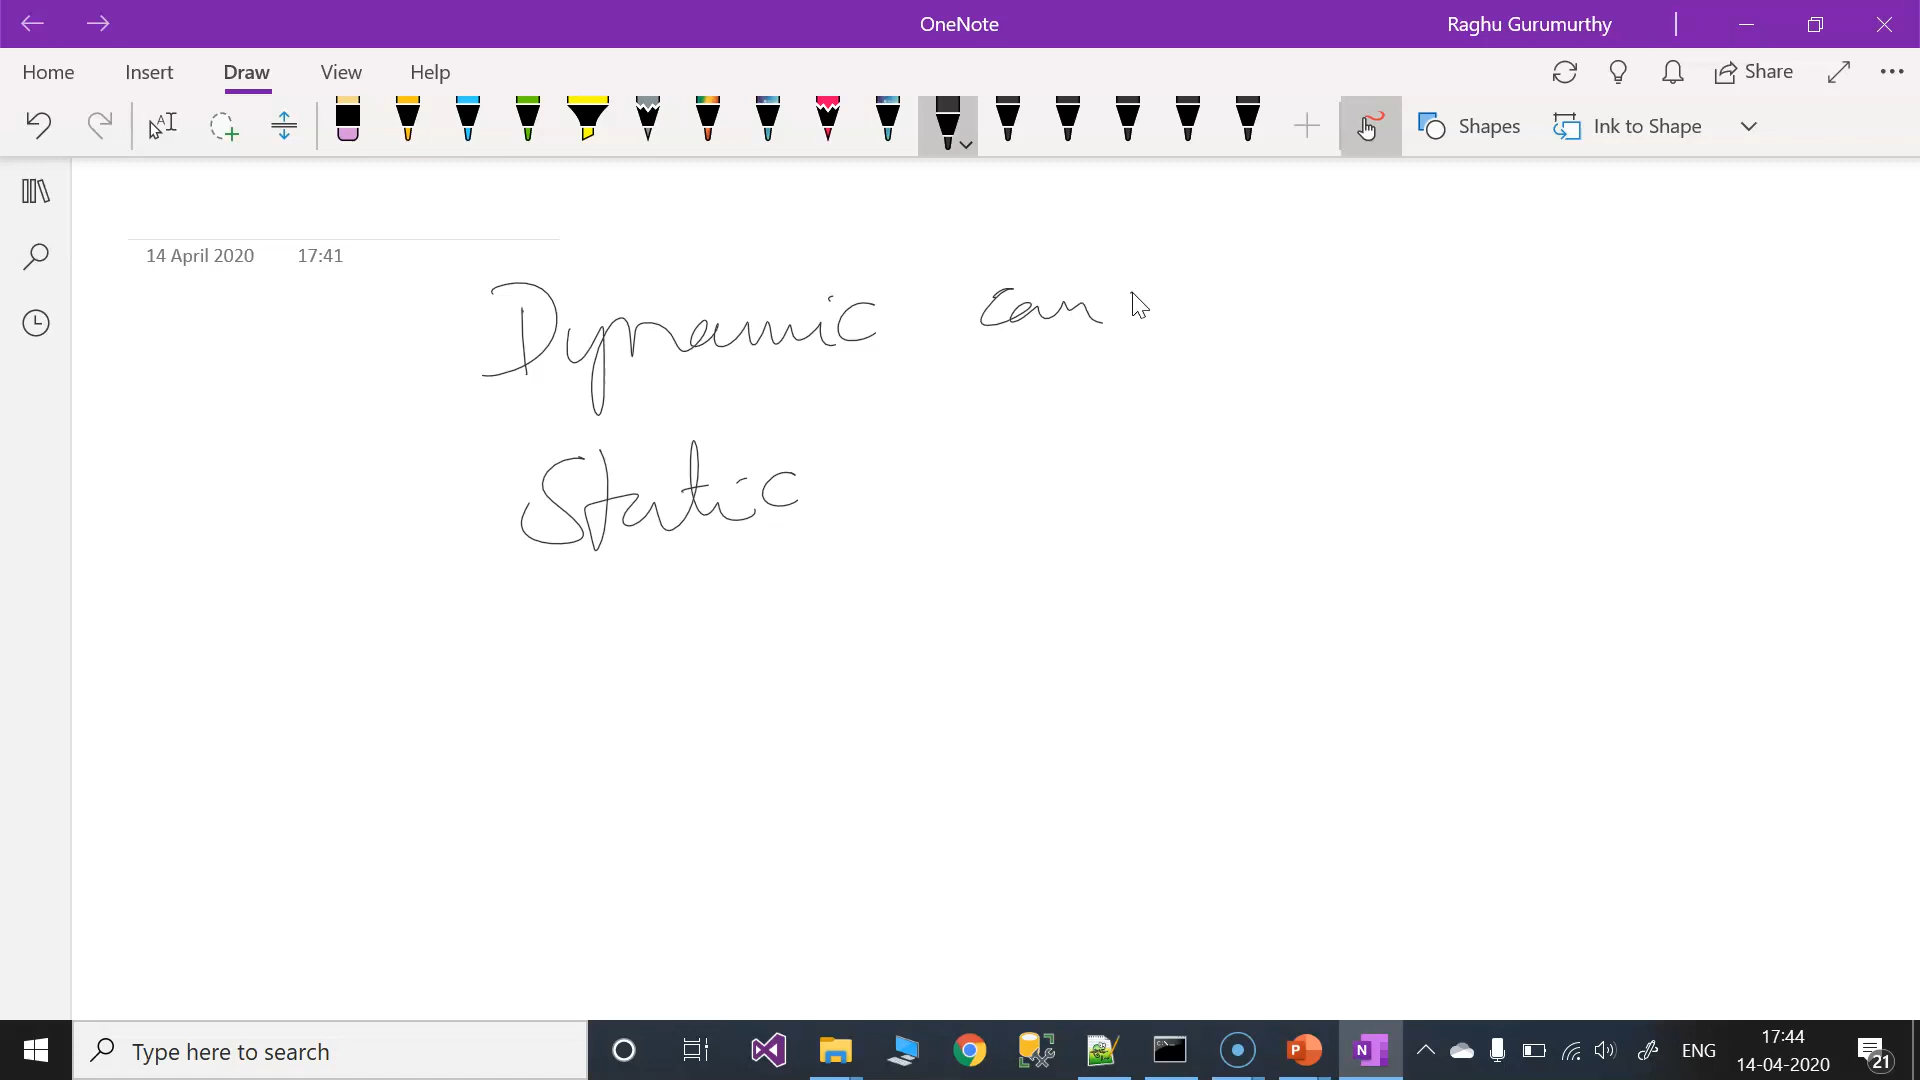 OneNote
Raghu Gurumurthy
Home Insert Draw View Help
Share
Shapes Ink to Shape
14 April 2020 17:41
Dynamic can
Static
Type here to search
ENG
17:44
14-04-2020
21